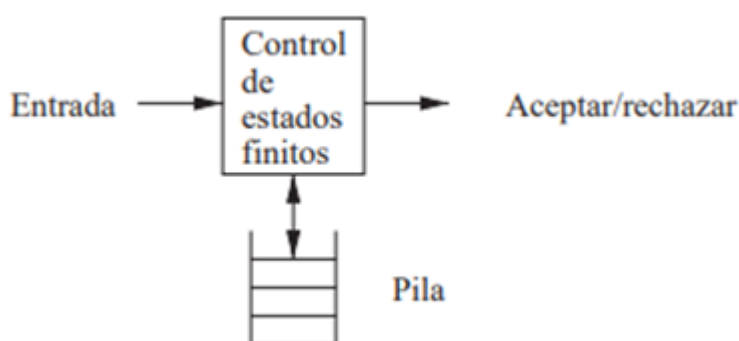 Control
de
estados
finitos
Entrada
Aceptar/rechazar
Pila